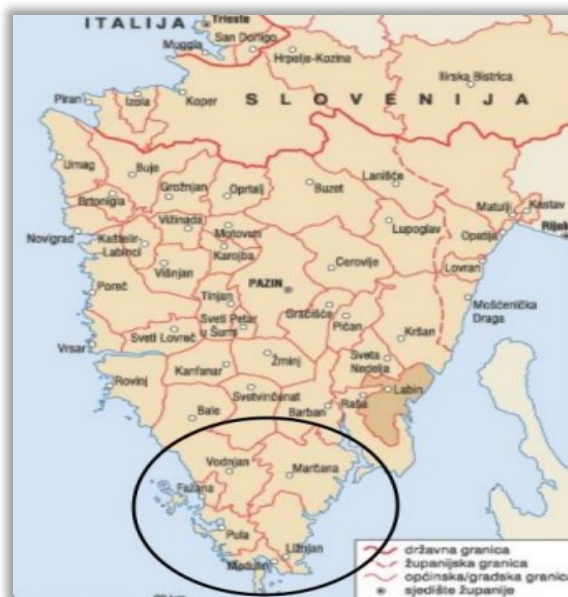 ITALIJA
Trieste
San Dorligo
Muggia
Hrpelje-Kozina
Ilirska Bistrica
SLOVENIJA
Piran
Izola
Koper
Umag
Buje
Grožnjan
Oprtalj
Buzet
Lanišće
Brtonigla
Vižinada
Motovun
Lupoglav
Matulji
Kastav
Opatija
Novigrad
Kaštelir-
Labinci
Karojba
Višnjan
Cerovlje
Lovran
Poreč
PAZIN
Tinjan
Gračišće
Pićan
Mošćenička
Draga
Sveti Petar
u Šumi
Sveti Lovreč
Kršan
Vrsar
Žminj
Sveta
Nedelja
Kanfanar
Rovinj
Svetvinčenat
Labin
Raša
Barban
Bale
Vodnjan
Marčana
Fažana
Pula
Ližnjan
Medulin
državna granica
županijska granica
općinska/gradska granica
sjedište županije